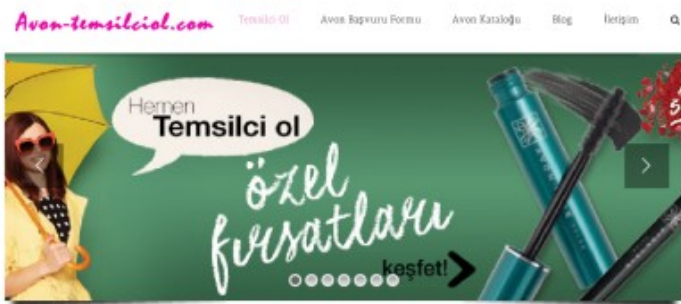 Avon-temsilciol.com
Temsilci Ol
Avon Başvuru Formu
Avon Kataloğu
Blog
İletişim
Hemen
Temsilci ol
özel
fırsatları
keşfet!